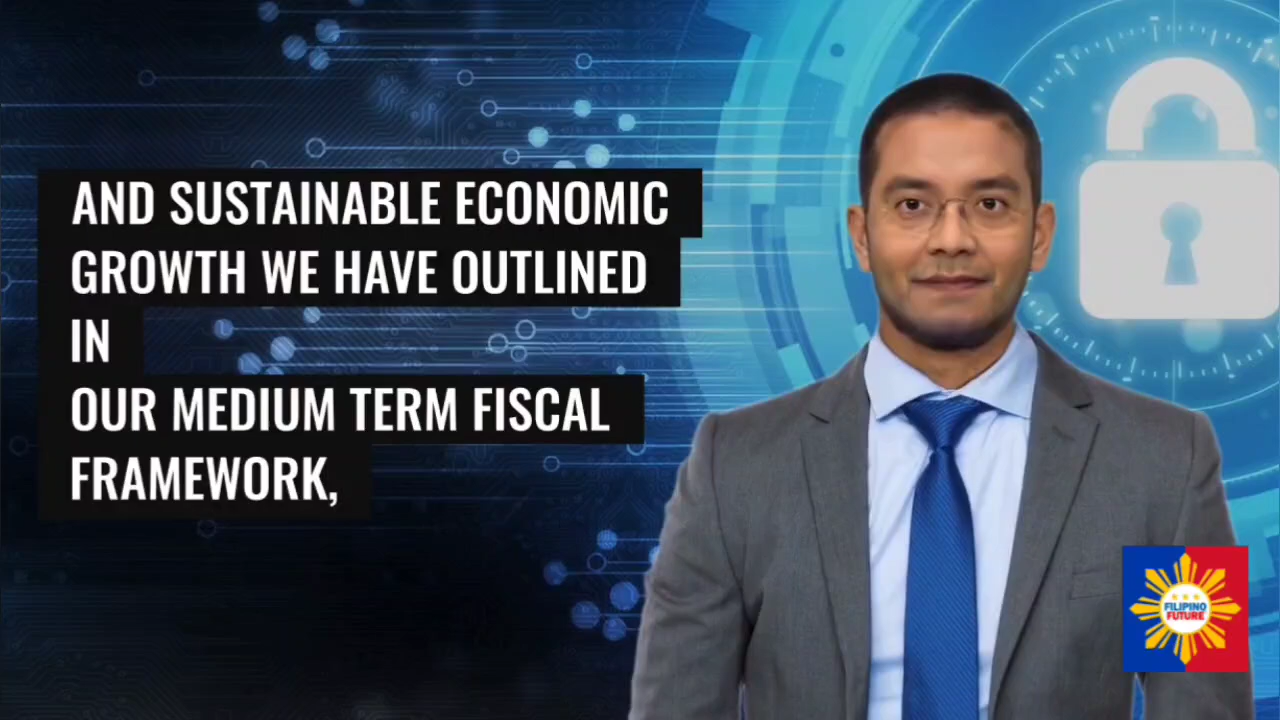 AND SUSTAINABLE ECONOMIC
GROWTH WE HAVE OUTLINED
IN
OUR MEDIUM TERM FISCAL
FRAMEWORK,
FILIPINO
FUTURE